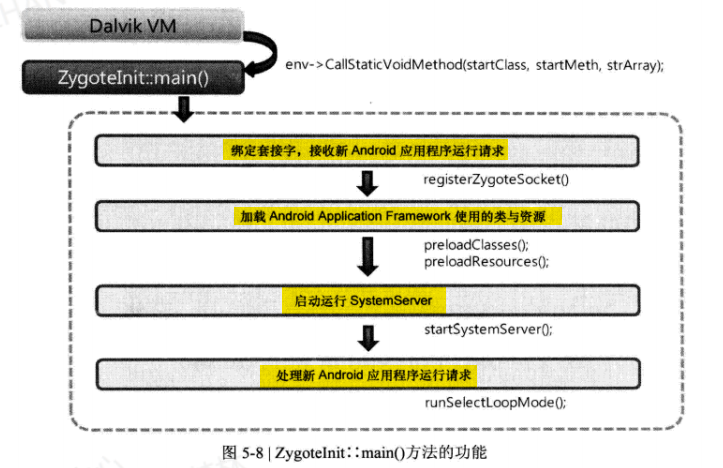 Dalvik VM
env->CallStaticVoidMethod(startClass, startMeth, strArray);
ZygoteInit::main()
绑定套接字，接收新 Android 应用程序运行请求
registerZygoteSocket()
加载 Android Application Framework 使用的类与资源
preloadClasses();
preloadResources();
启动运行 SystemServer
startSystemServer();
处理新 Android 应用程序运行请求
runSelectLoopMode();
图 5-8 | ZygoteInit::main()方法的功能